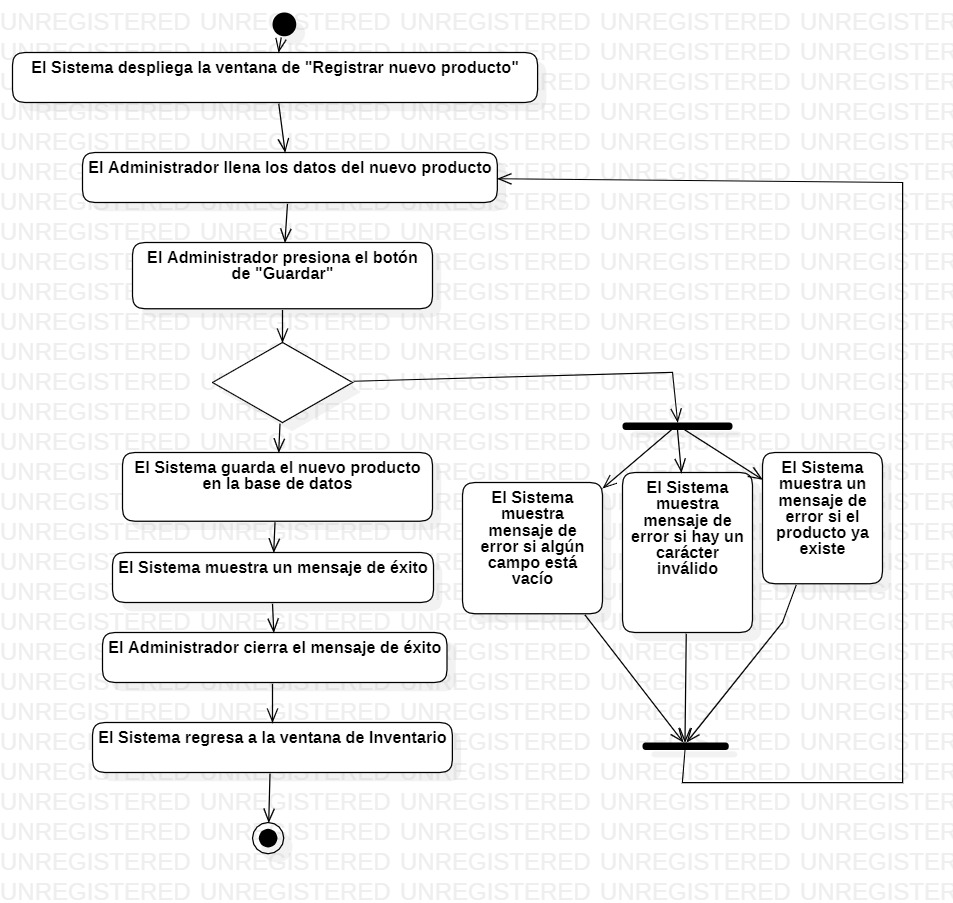 El Sistema despliega la ventana de "Registrar nuevo producto"
El Administrador llena los datos del nuevo producto
El Administrador presiona el botón
de "Guardar"
El Sistema guarda el nuevo producto
en la base de datos
El Sistema muestra un mensaje de éxito
El Administrador cierra el mensaje de éxito
El Sistema regresa a la ventana de Inventario
El Sistema
muestra
mensaje de
error si algún
campo está
vacío
El Sistema
muestra
mensaje de
error si hay un
carácter
inválido
El Sistema
muestra un
mensaje de
error si el
producto ya
existe
UNREGISTERED